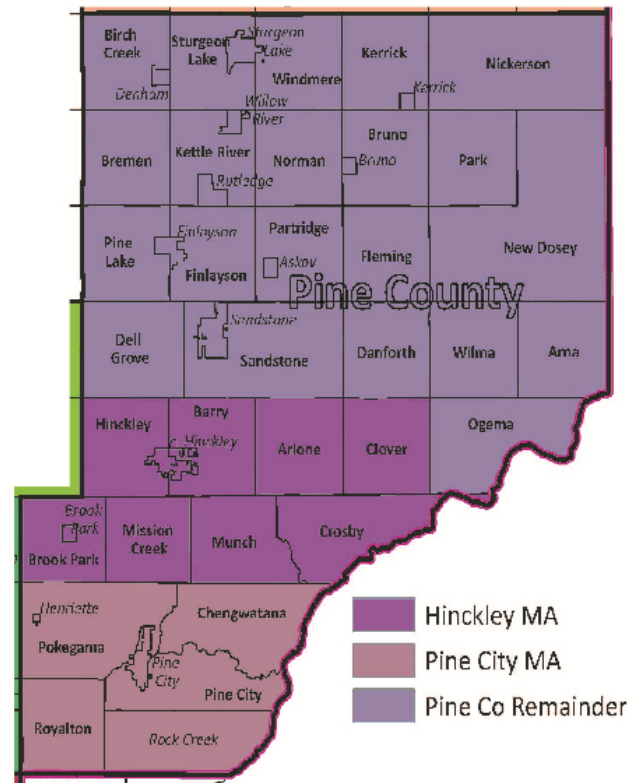 Birch
Creek
Sturgeon
Lake
Sturgeon
Lake
Windmere
Kerrick
Kerrick
Nickerson
Denham
Willow
River
Bremen
Kettle River
Rutledge
Norman
Bruno
Bruno
Park
Pine
Lake
Finlayson
Finlayson
Partridge
Askov
Fleming
New Dosey
Pine County
Dell
Grove
Sandstone
Sandstone
Danforth
Wilma
Arna
Hinckley
Barry
Hinckley
Arlone
Clover
Ogema
Brook
Park
Brook Park
Mission
Creek
Munch
Crosby
Henriette
Pokegama
Chengwatana
Pine
City
Pine City
Royalton
Rock Creek
Hinckley MA
Pine City MA
Pine Co Remainder